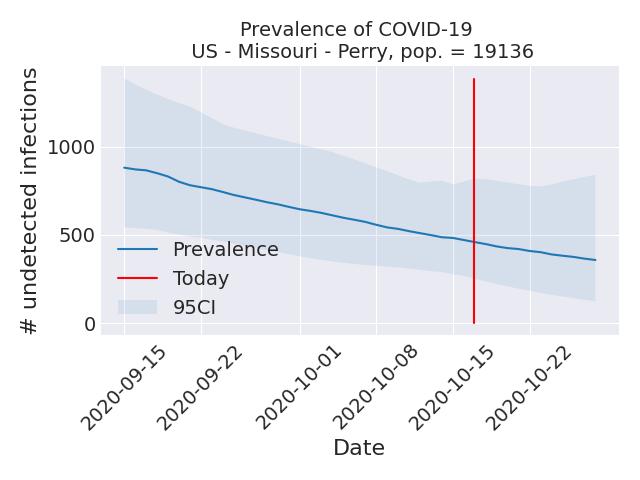 Prevalence of COVID-19
US - Missouri - Perry, pop. = 19136
# undetected infections
1000
500
0
Prevalence
Today
95CI
2020-09-15
2020-09-22
2020-10-01
2020-10-08
2020-10-15
2020-10-22
Date